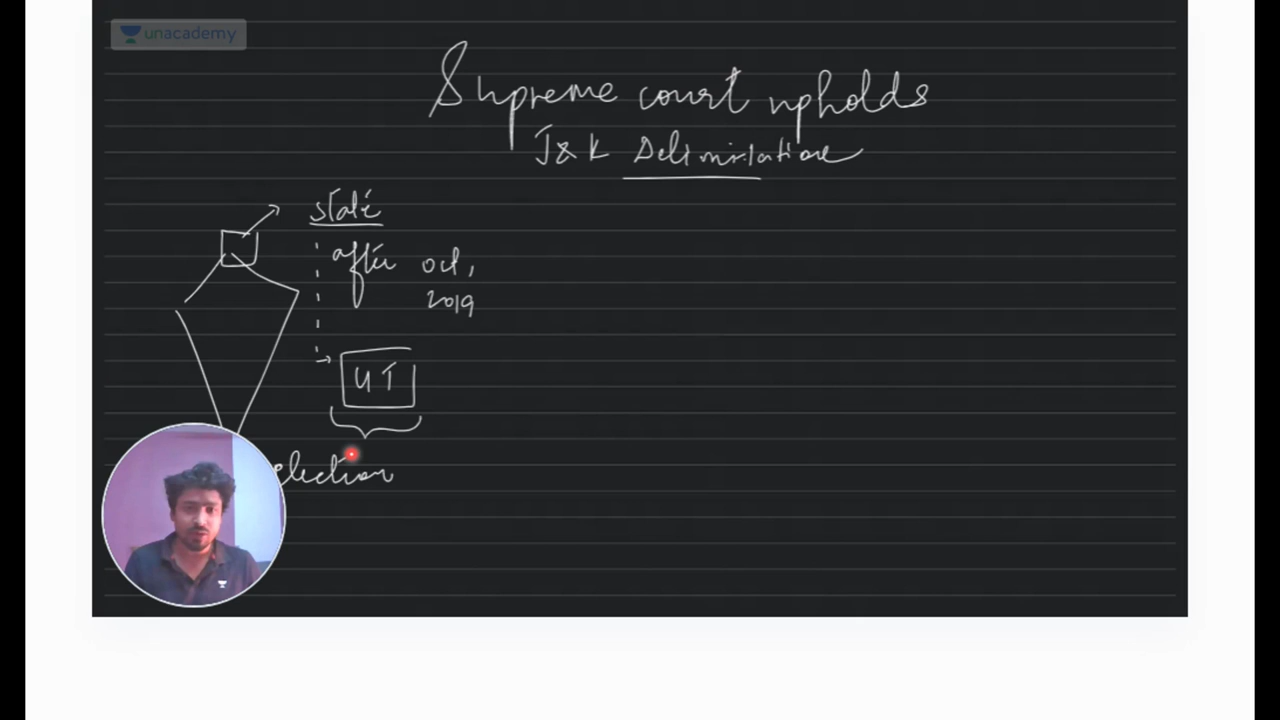 unacademy
Supreme court upholds
J&K Delimitation
state
after oct,
2019
UT
election